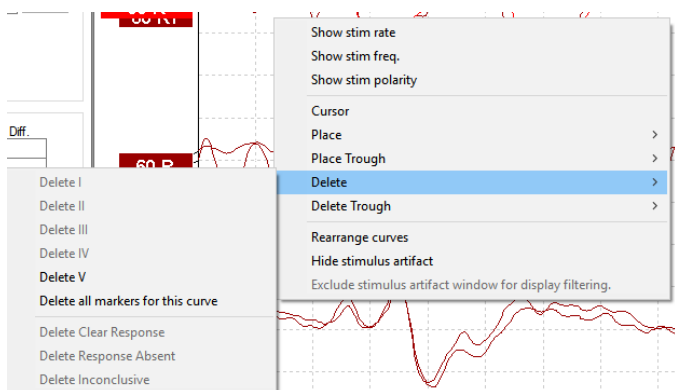 Show stim rate
Show stim freq.
Show stim polarity
Cursor
Place
Place Trough
Delete
Delete Trough
Rearrange curves
Hide stimulus artifact
Exclude stimulus artifact window for display filtering.
Diff.
Delete I
Delete II
Delete III
Delete IV
Delete V
Delete all markers for this curve
Delete Clear Response
Delete Response Absent
Delete Inconclusive